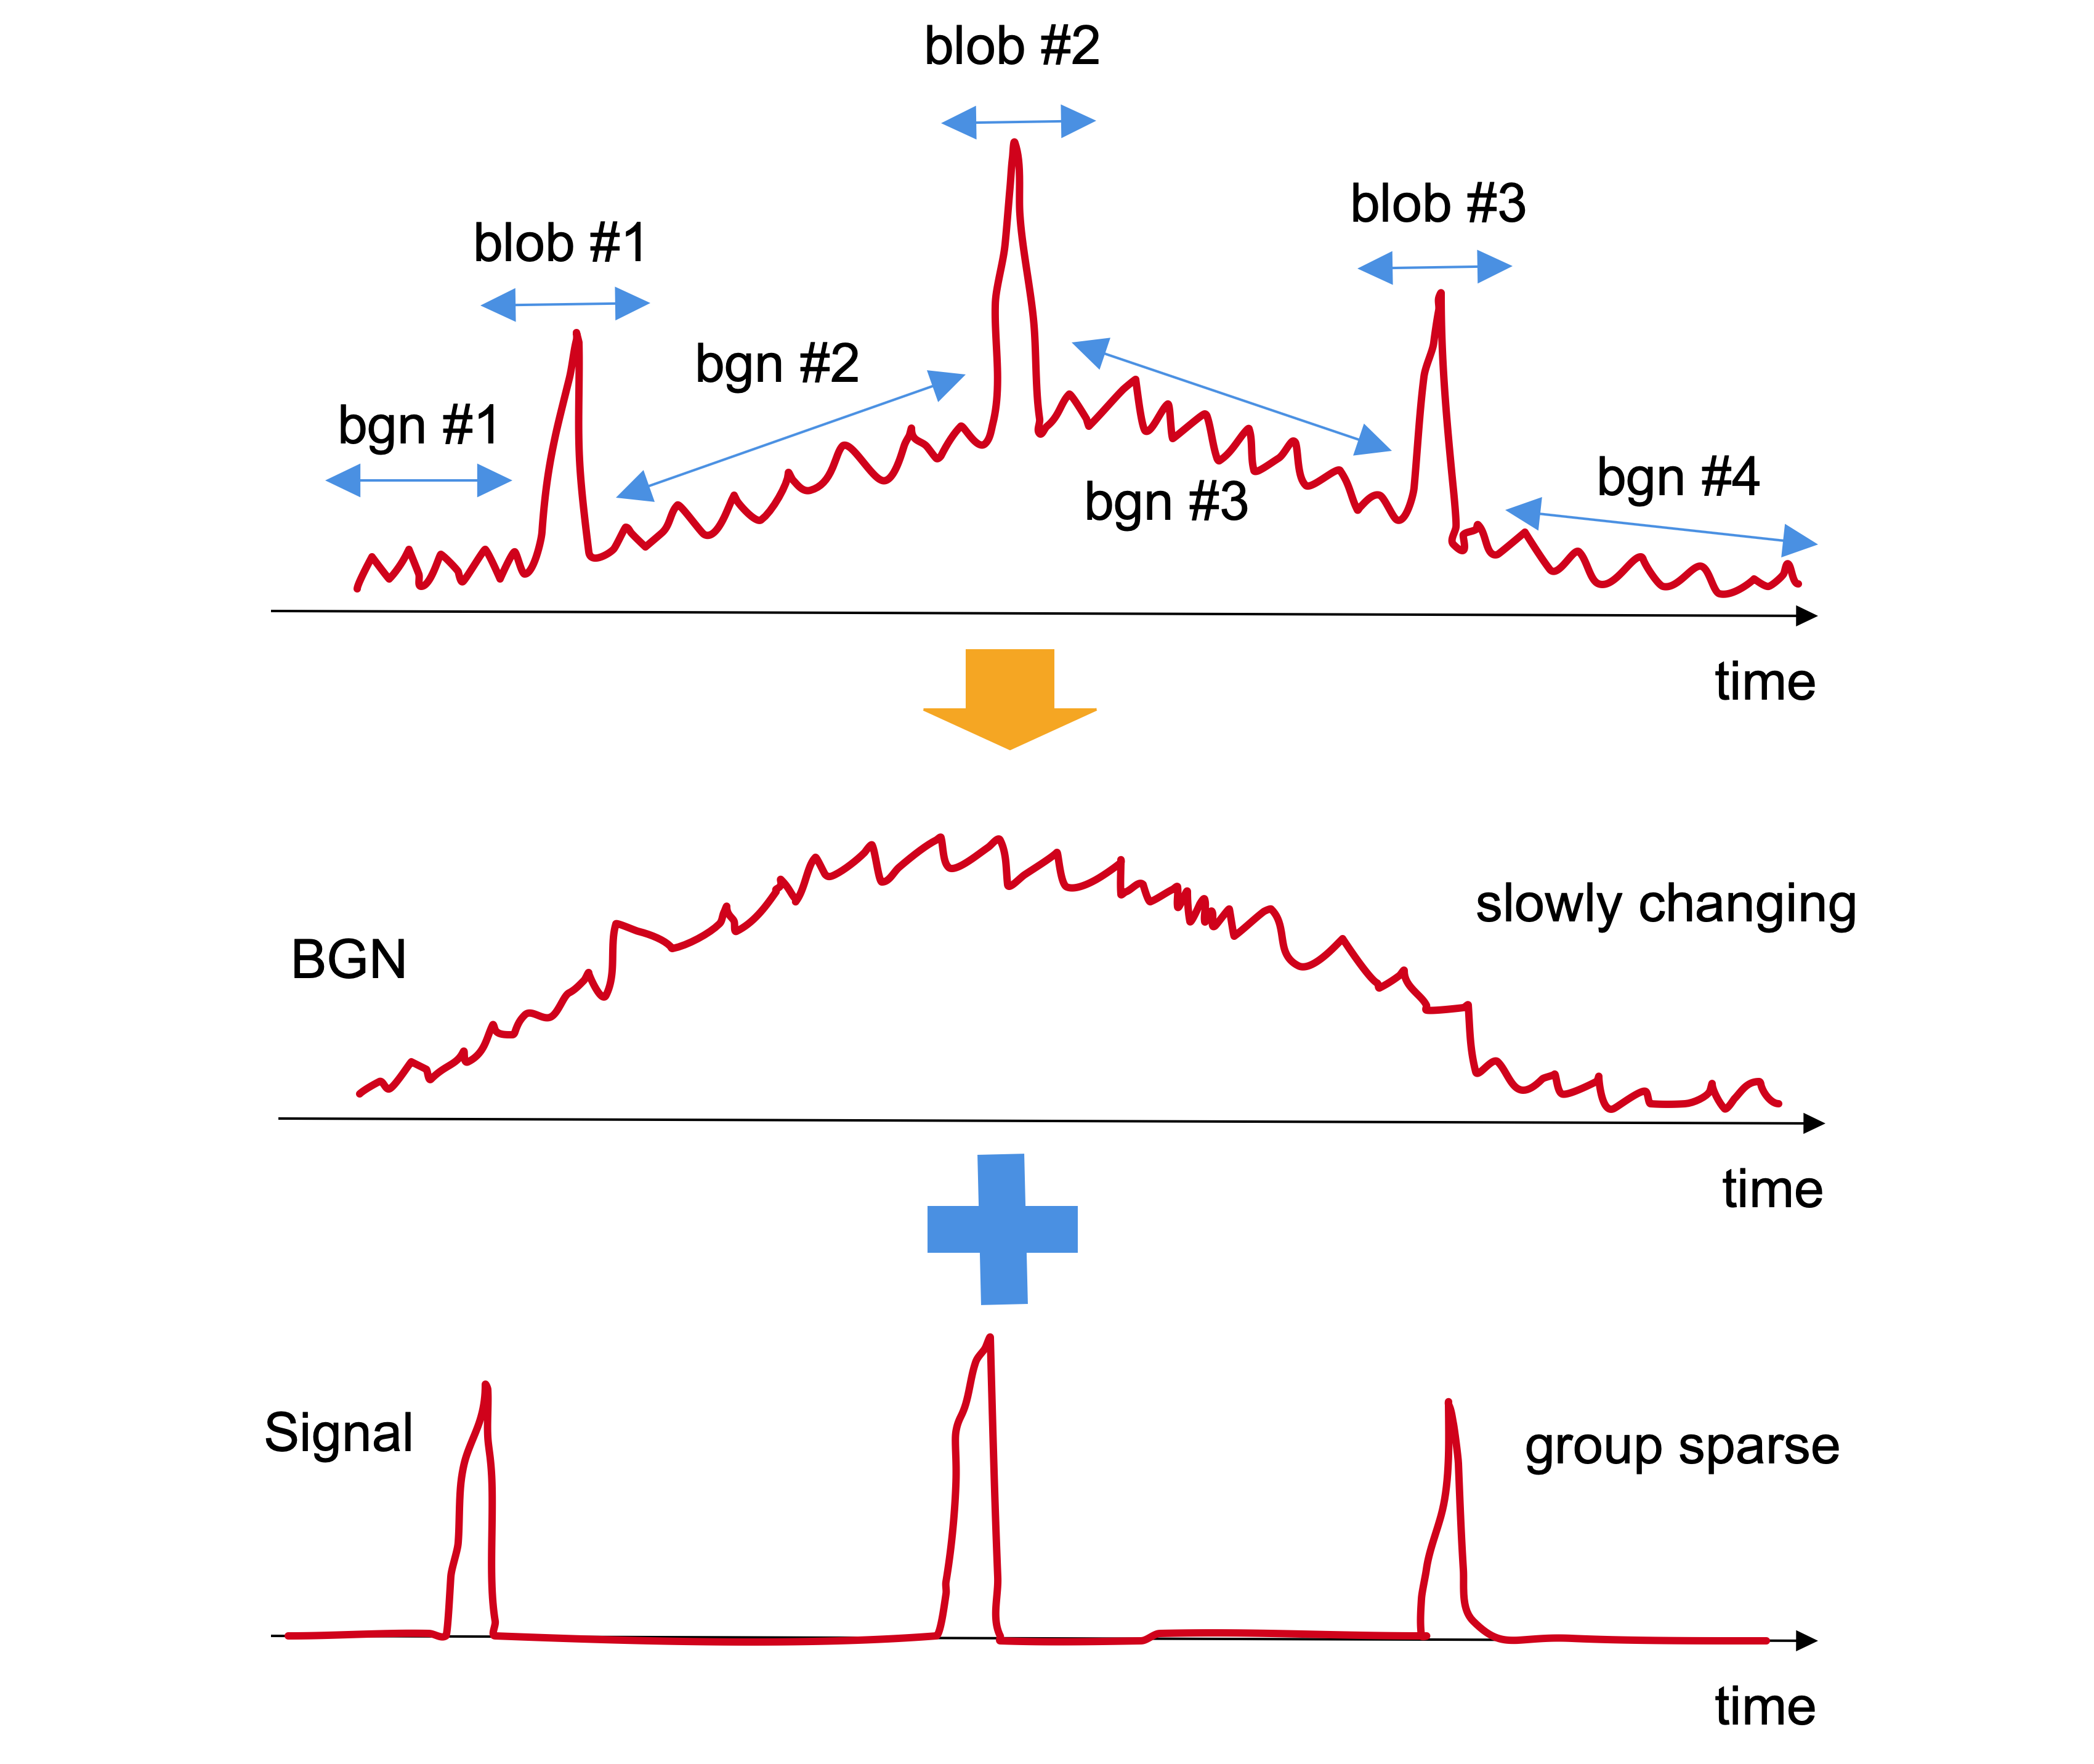 blob #2
blob #3
blob #1
bgn #2
bgn #1
bgn #4
bgn #3
time
slowly changing
BGN
time
Signal
group sparse
time